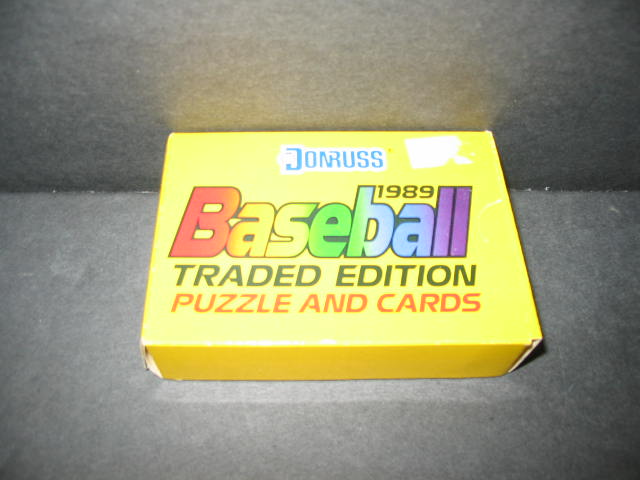 DONRUSS
1989
Baseball
TRADED EDITION
PUZZLE AND CARDS